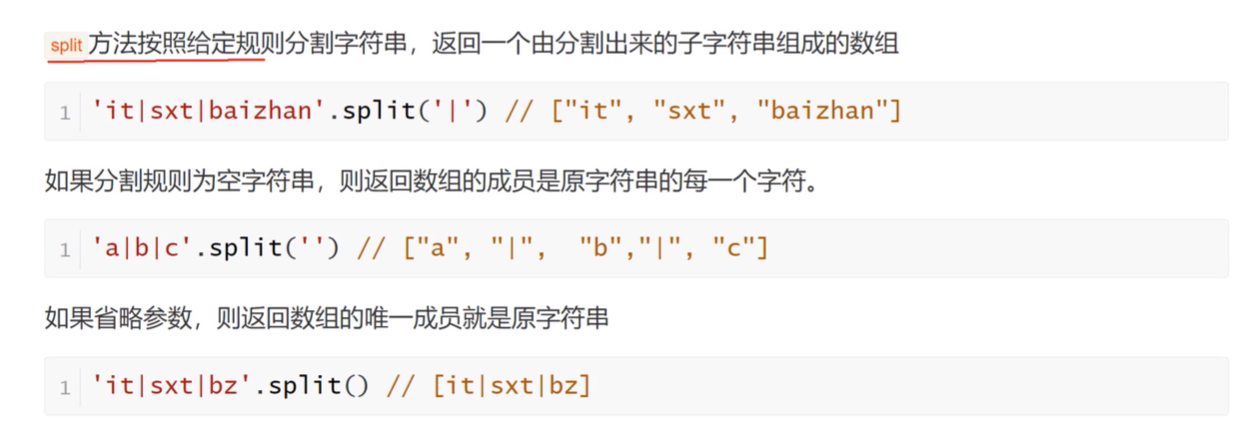 split 方法按照给定规则分割字符串，返回一个由分割出来的子字符串组成的数组
1 'it|sxt|baizhan'.split('|') // ["it", "sxt", "baizhan"]
如果分割规则为空字符串，则返回数组的成员是原字符串的每一个字符。
1 'a|b|c'.split('') // ["a", "|",  "b","|", "c"]
如果省略参数，则返回数组的唯一成员就是原字符串
1 'it|sxt|bz'.split() // [it|sxt|bz]